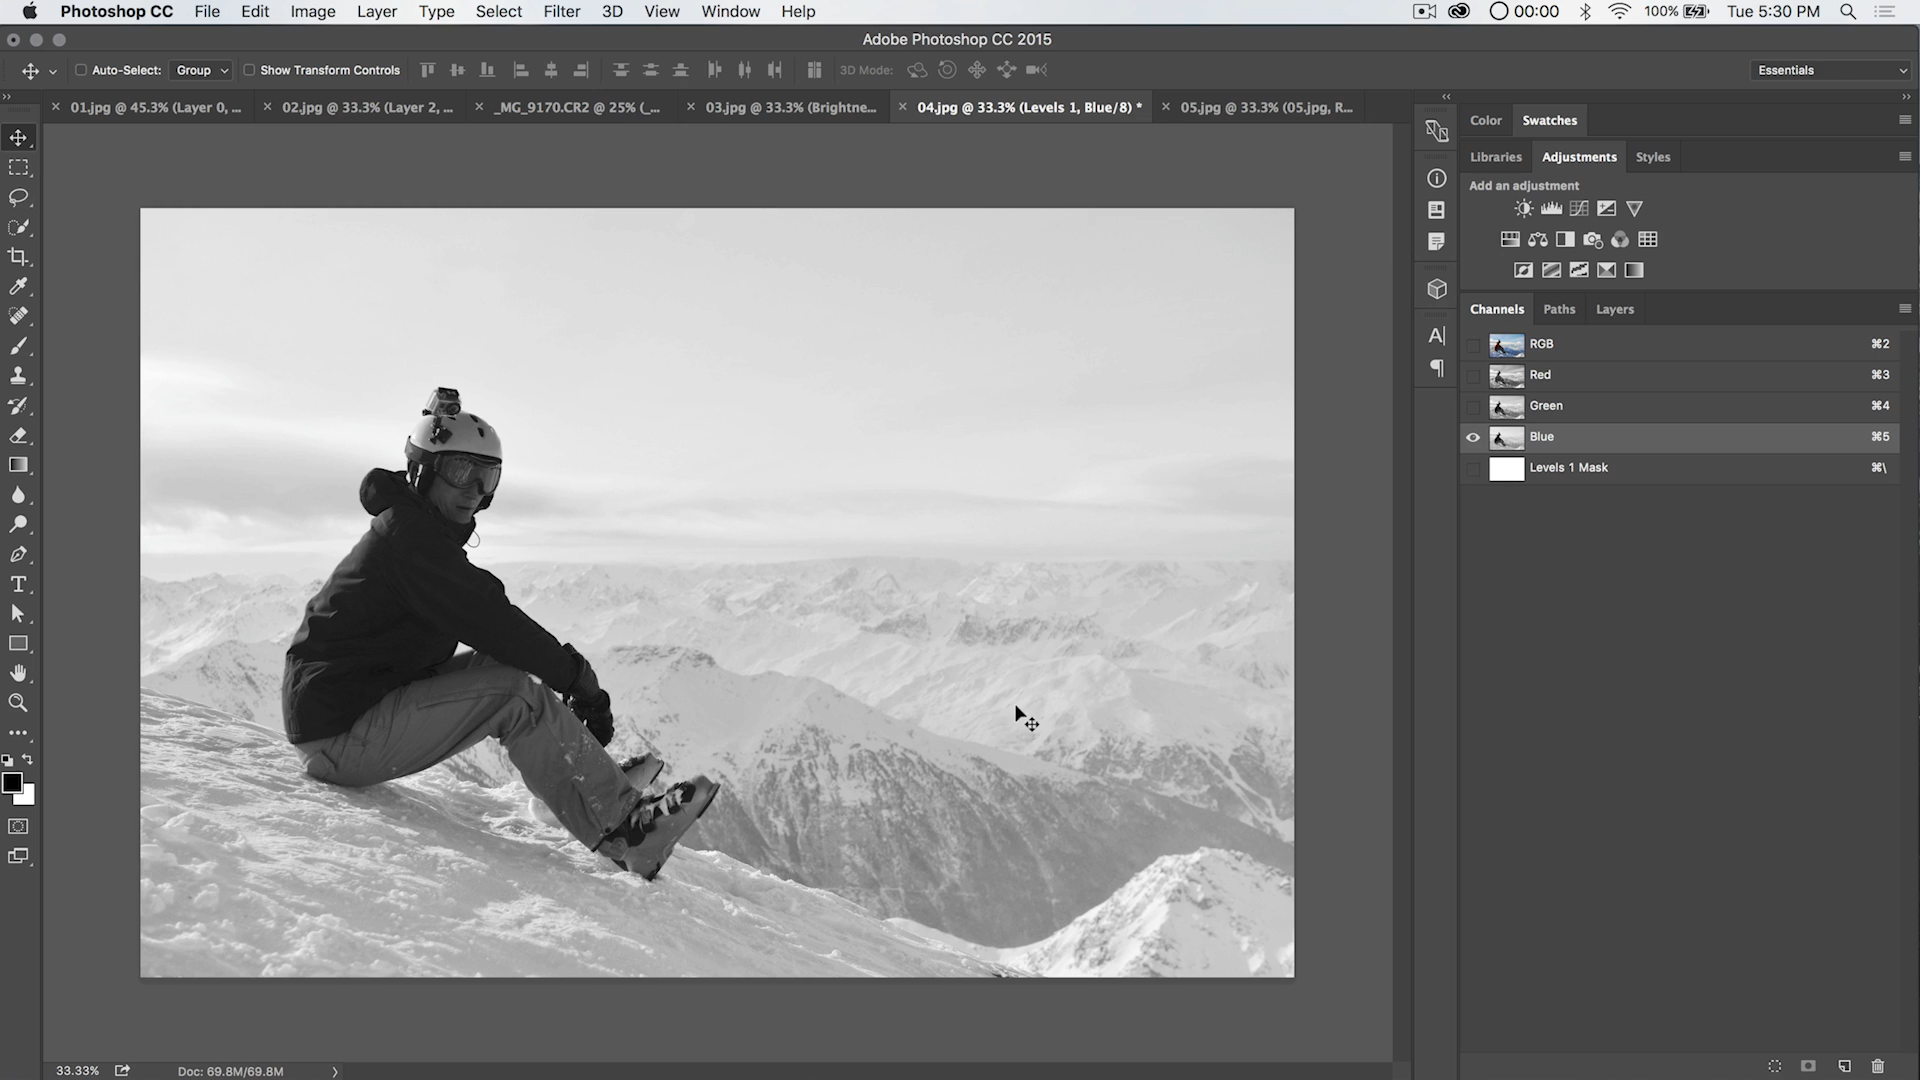 Photoshop CC File Edit Image Layer Type Select Filter 3D View Window Help 00:00 100% Tue 5:30 PM
Adobe Photoshop CC 2015
Auto-Select: Group Show Transform Controls 3D Mode: Essentials
01.jpg @ 45.3% (Layer 0, ... 02.jpg @ 33.3% (Layer 2, ... _MG_9170.CR2 @ 25% (_... 03.jpg @ 33.3% (Brightne... 04.jpg @ 33.3% (Levels 1, Blue/8) * 05.jpg @ 33.3% (05.jpg, R...
Color Swatches
Libraries Adjustments Styles
Add an adjustment
Channels Paths Layers
RGB ⌘2
Red ⌘3
Green ⌘4
Blue ⌘5
Levels 1 Mask ⌘\
33.33% Doc: 69.8M/69.8M